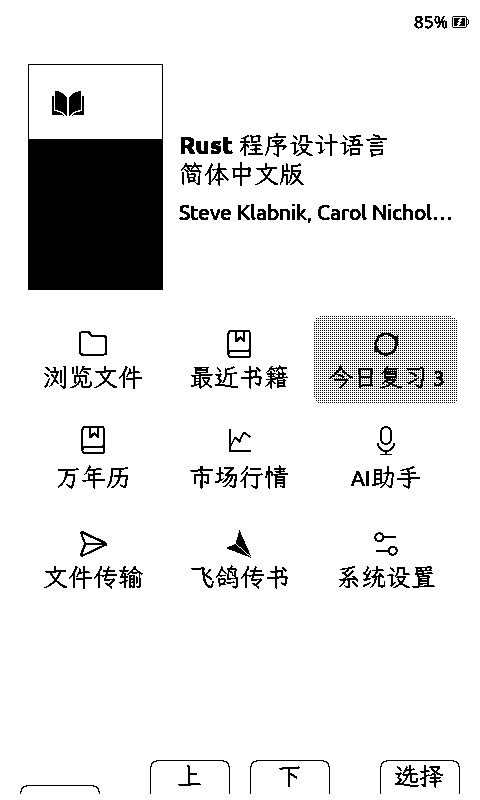 85%
Rust 程序设计语言
简体中文版
Steve Klabnik, Carol Nichol...
浏览文件 最近书籍 今日复习 3
万年历 市场行情 AI助手
文件传输 飞鸽传书 系统设置
上 下 选择